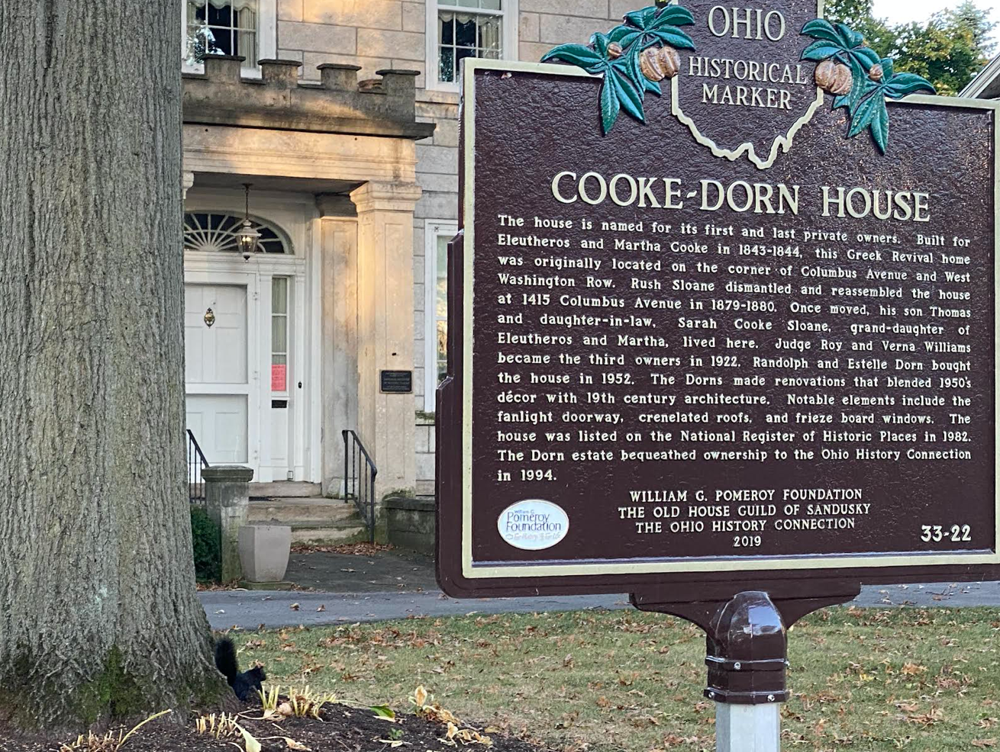 OHIO
HISTORICAL
MARKER
COOKE-DORN HOUSE
The house is named for its first and last private owners. Built for
Eleutheros and Martha Cooke in 1843-1844, this Greek Revival home
was originally located on the corner of Columbus Avenue and West
Washington Row. Rush Sloane dismantled and reassembled the house
at 1415 Columbus Avenue in 1879-1880. Once moved, his son Thomas
and daughter-in-law, Sarah Cooke Sloane, grand-daughter of
Eleutheros and Martha, lived here. Judge Roy and Verna Williams
became the third owners in 1922. Randolph and Estelle Dorn bought
the house in 1952. The Dorns made renovations that blended 1950's
décor with 19th century architecture. Notable elements include the
fanlight doorway, crenelated roofs, and frieze board windows. The
house was listed on the National Register of Historic Places in 1982.
The Dorn estate bequeathed ownership to the Ohio History Connection
in 1994.
WILLIAM G. POMEROY FOUNDATION
THE OLD HOUSE GUILD OF SANDUSKY
THE OHIO HISTORY CONNECTION
2019
William G.
Pomeroy
Foundation
33-22